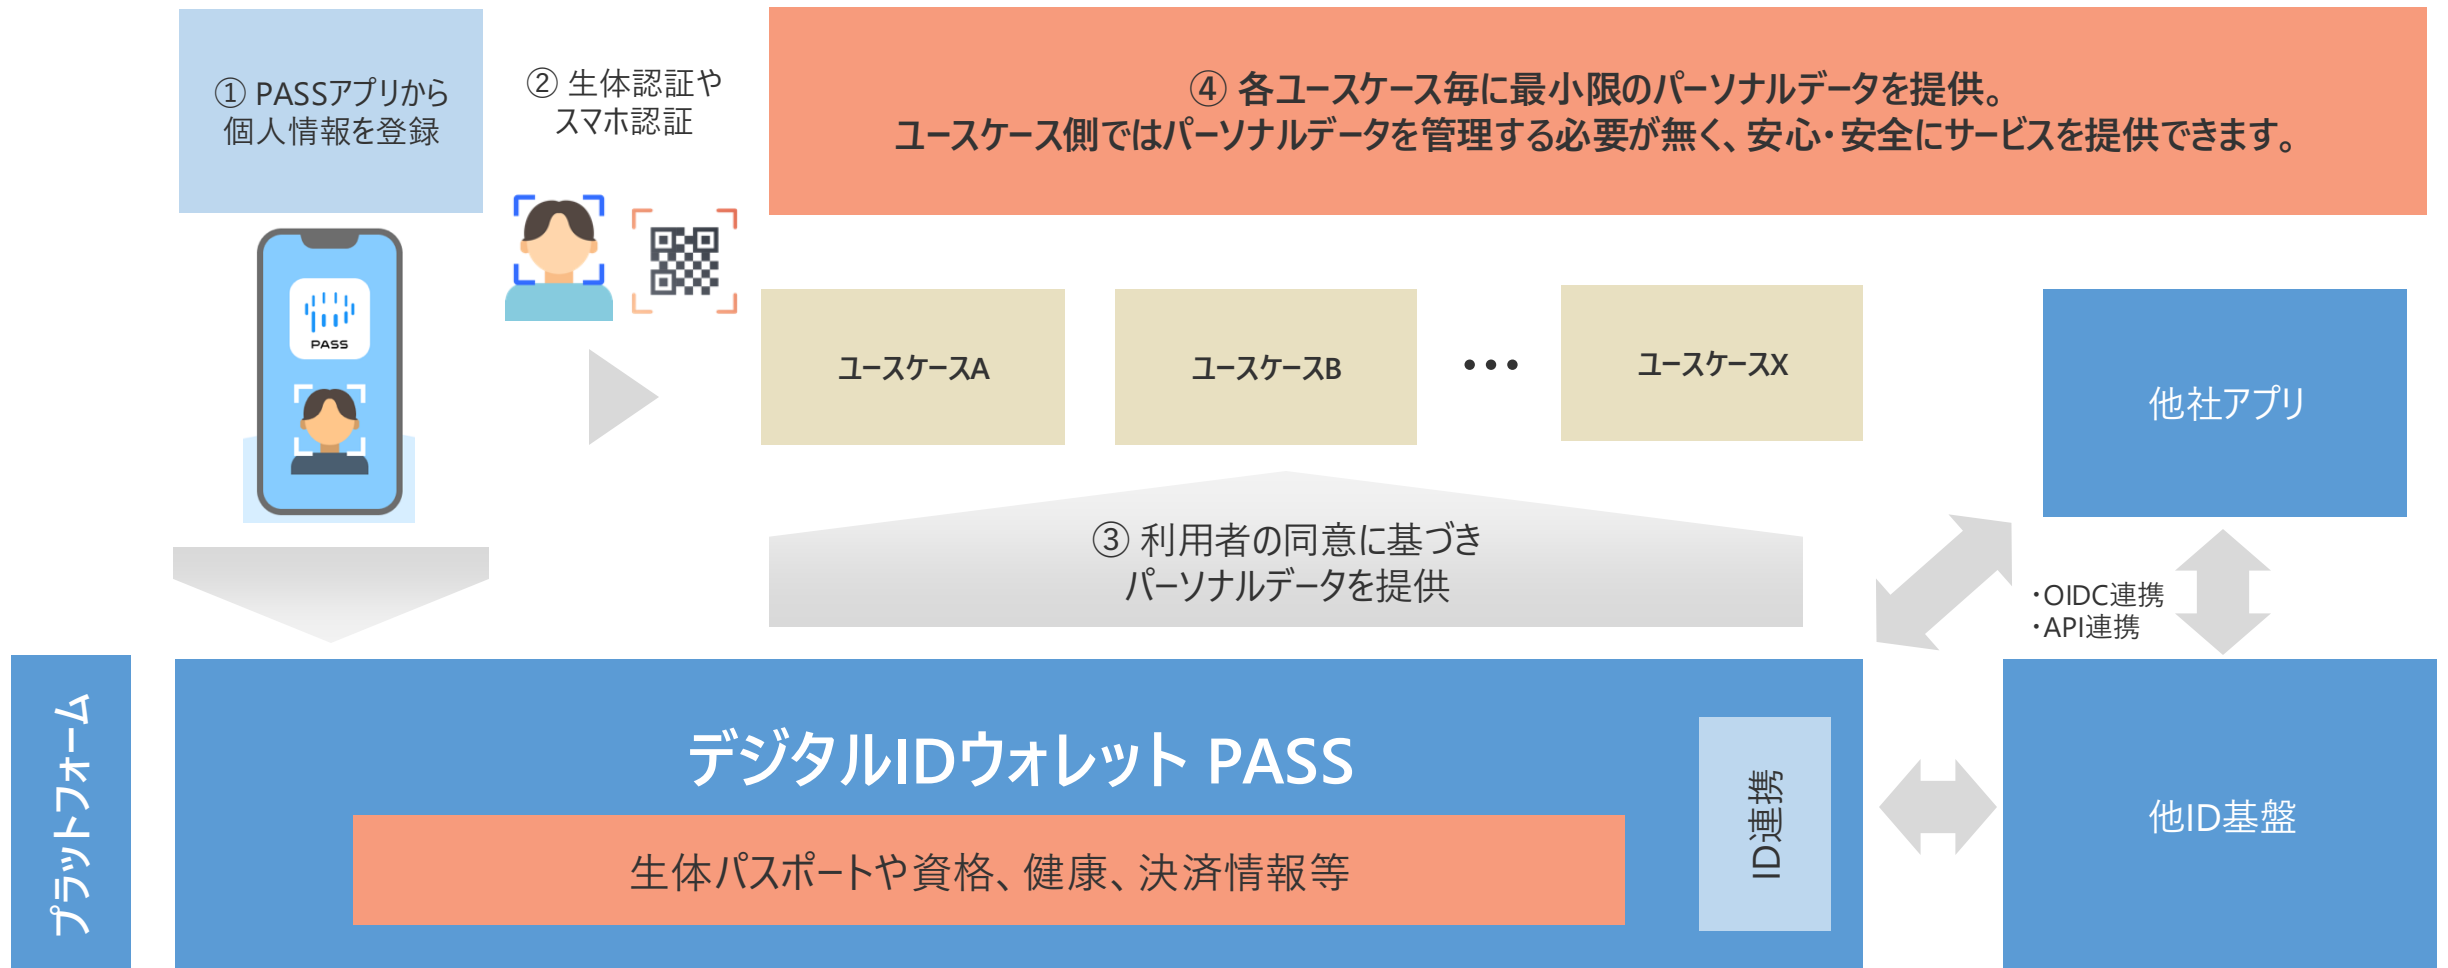 ① PASSアプリから
個人情報を登録
② 生体認証や
スマホ認証
④ 各ユースケース毎に最小限のパーソナルデータを提供。
ユースケース側ではパーソナルデータを管理する必要が無く、安心・安全にサービスを提供できます。
PASS
ユースケースA
ユースケースB
・・・
ユースケースX
他社アプリ
③ 利用者の同意に基づき
パーソナルデータを提供
・OIDC連携
・API連携
プラットフォーム
デジタルIDウォレット PASS
生体パスポートや資格、健康、決済情報等
ID連携
他ID基盤